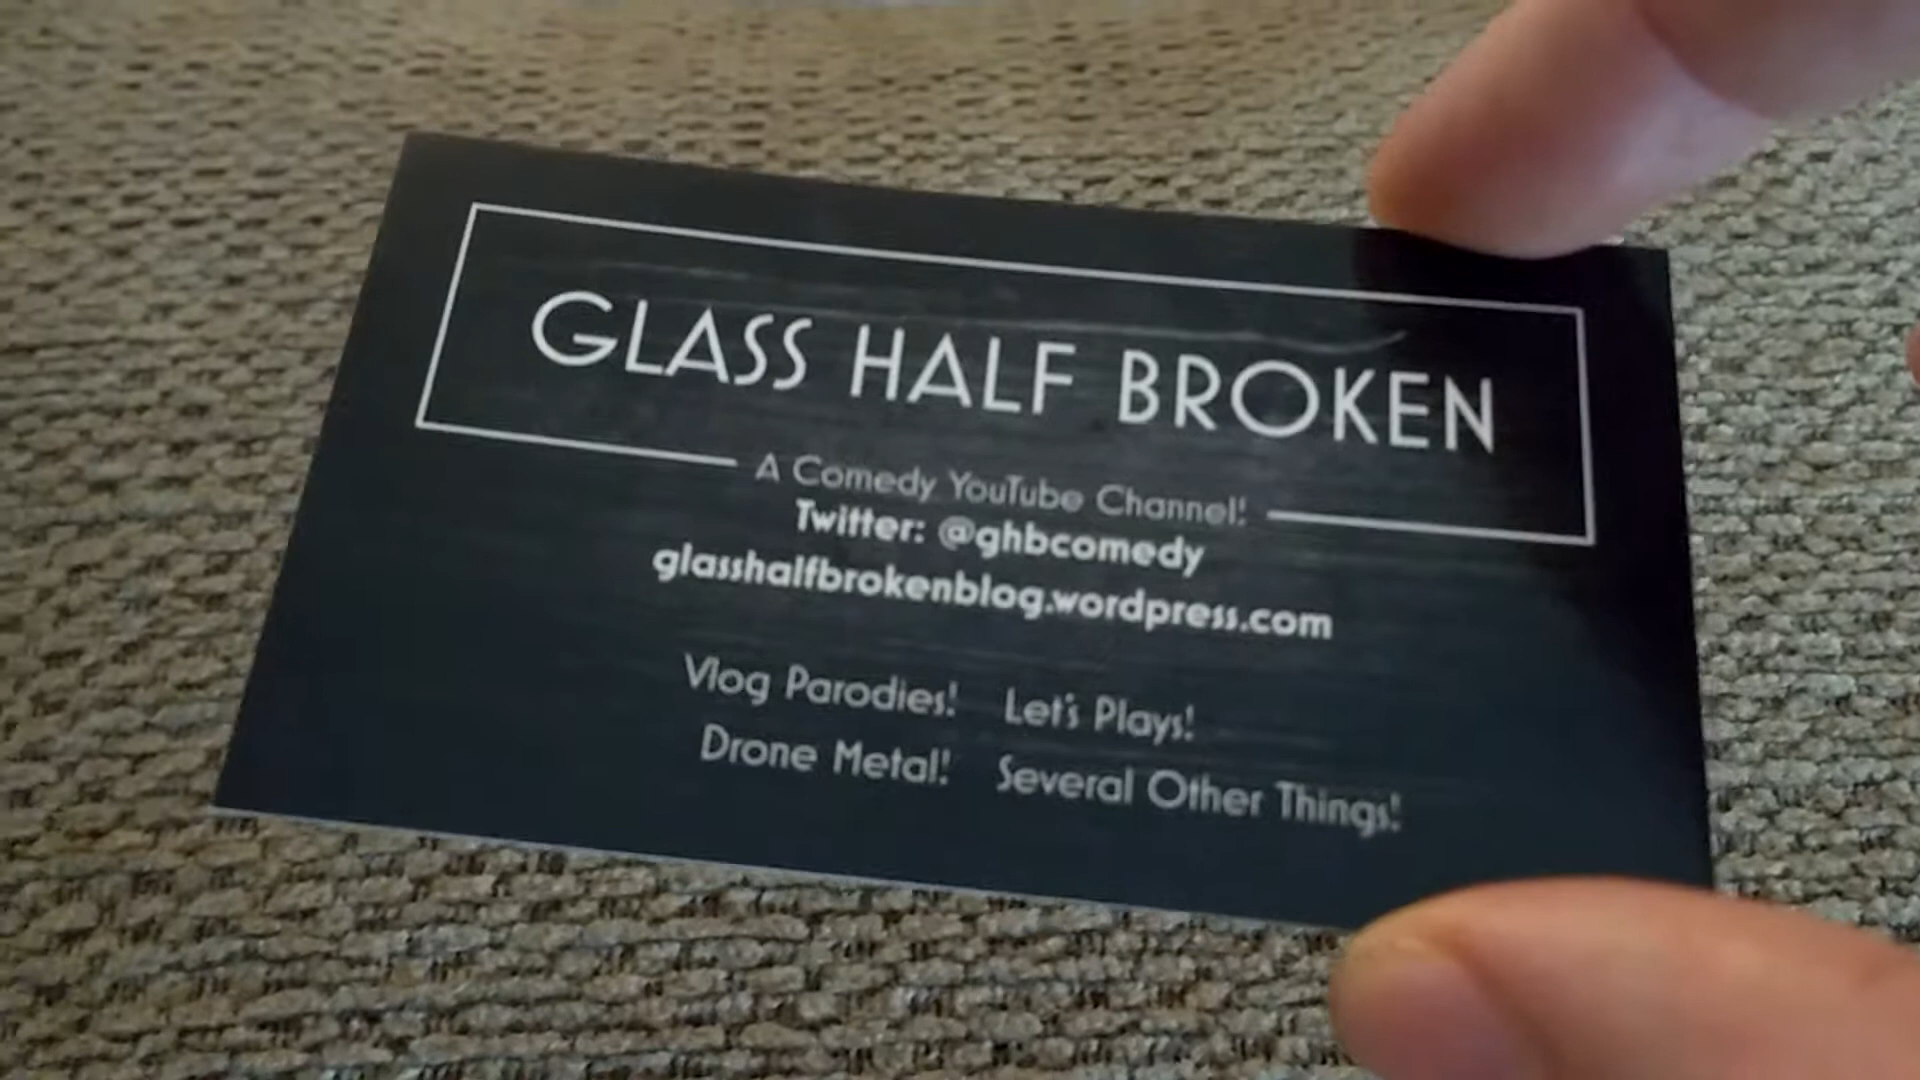 GLASS HALF BROKEN
A Comedy YouTube Channel!
Twitter: @ghbcomedy
glasshalfbrokenblog.wordpress.com
Vlog Parodies! Let's Plays!
Drone Metal! Several Other Things!